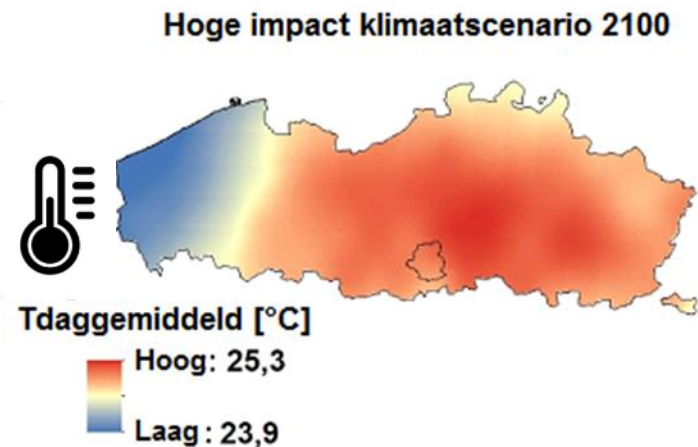 Hoge impact klimaatscenario 2100
Tdaggemiddeld [°C]
Hoog: 25,3
Laag : 23,9